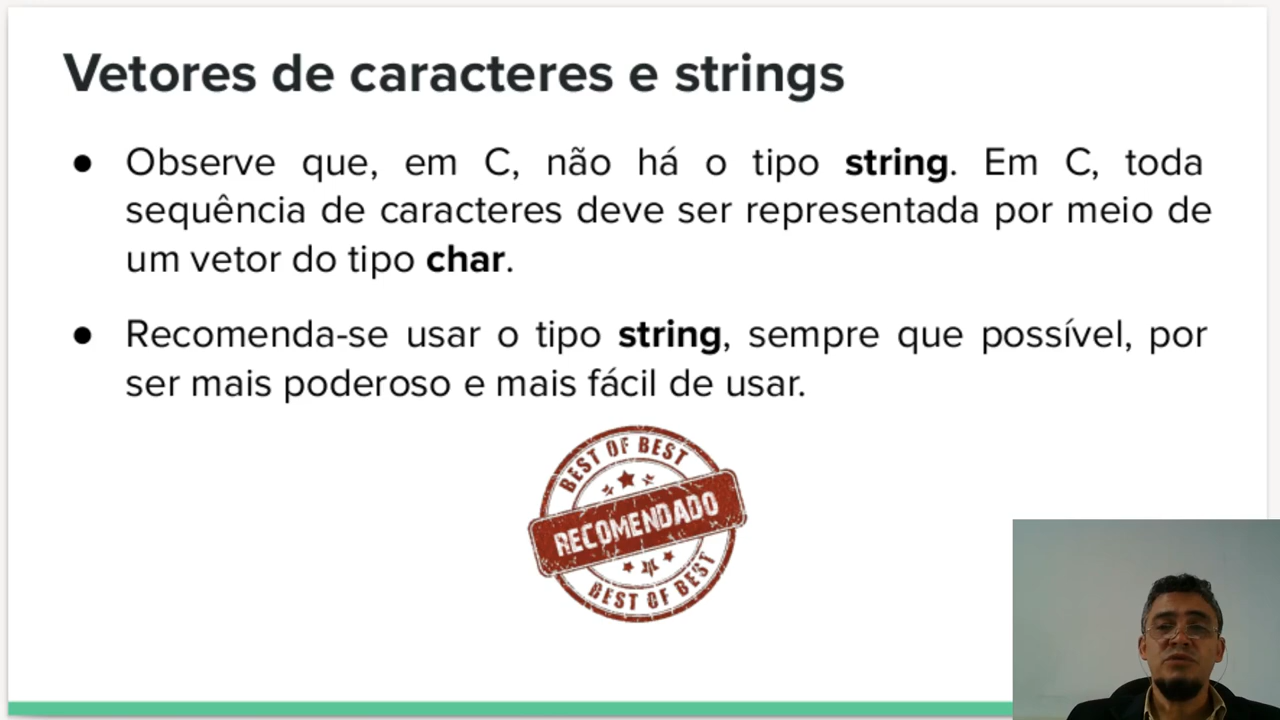 Vetores de caracteres e strings
● Observe que, em C, não há o tipo string. Em C, toda
sequência de caracteres deve ser representada por meio de
um vetor do tipo char.
● Recomenda-se usar o tipo string, sempre que possível, por
ser mais poderoso e mais fácil de usar.
BEST OF BEST
RECOMENDADO
BEST OF BEST